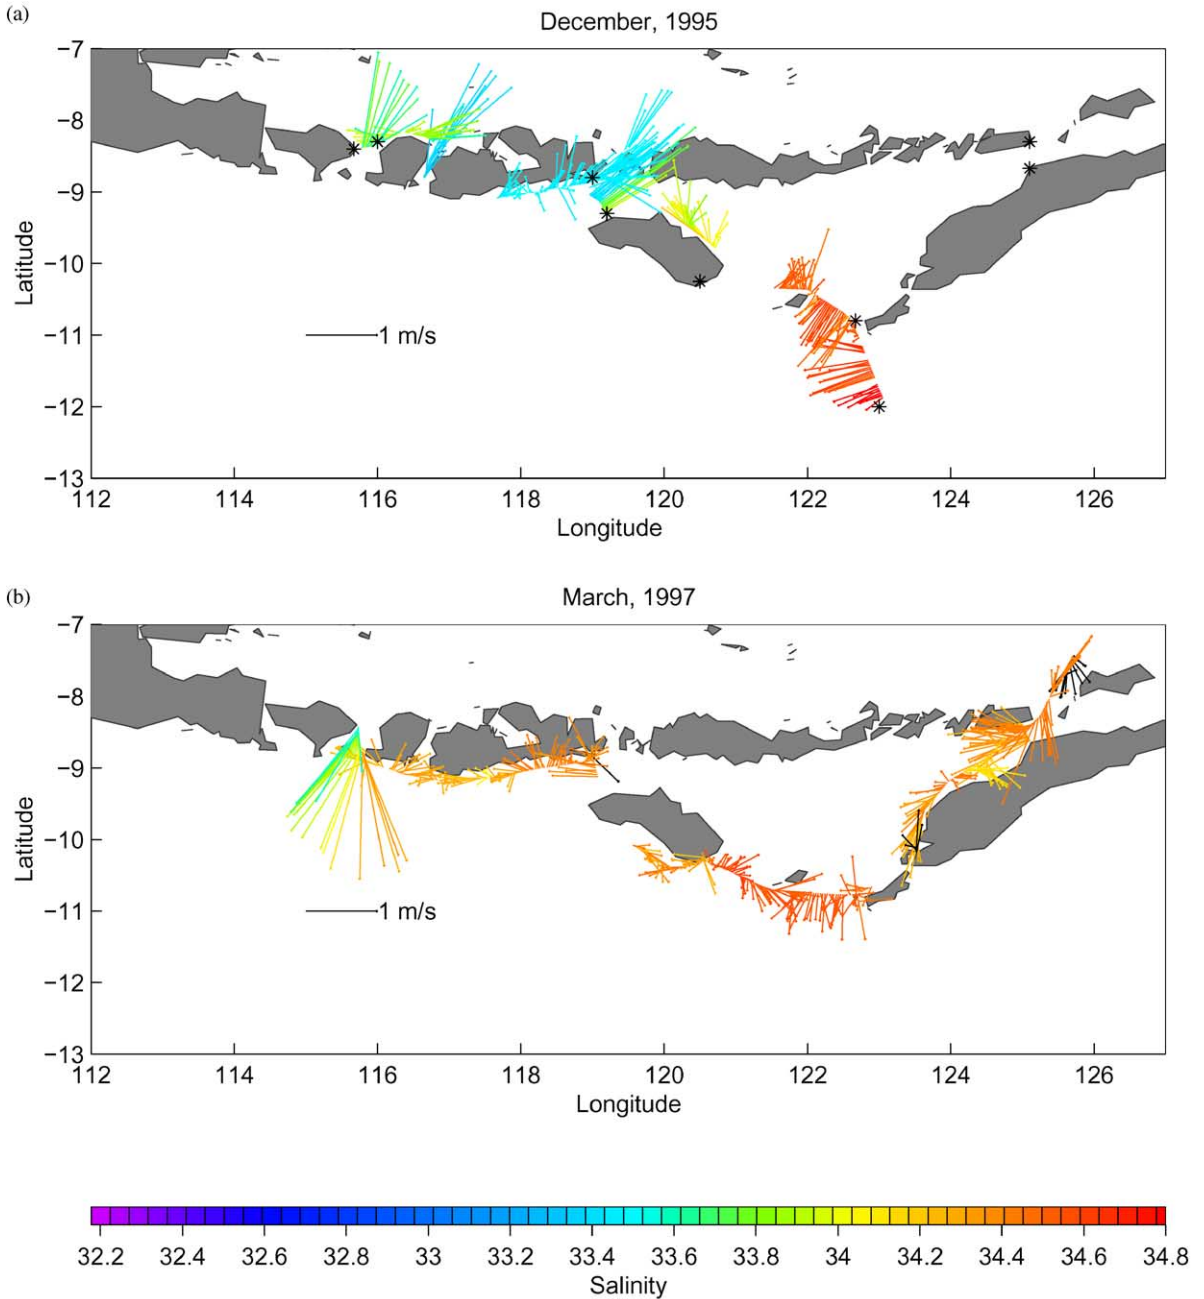 (a)
December, 1995
−7
−8
−9
−10
−11
−12
−13
Latitude
1 m/s
112 114 116 118 120 122 124 126
Longitude
(b)
March, 1997
−7
−8
−9
−10
−11
−12
−13
Latitude
1 m/s
112 114 116 118 120 122 124 126
Longitude
32.2 32.4 32.6 32.8 33 33.2 33.4 33.6 33.8 34 34.2 34.4 34.6 34.8
Salinity